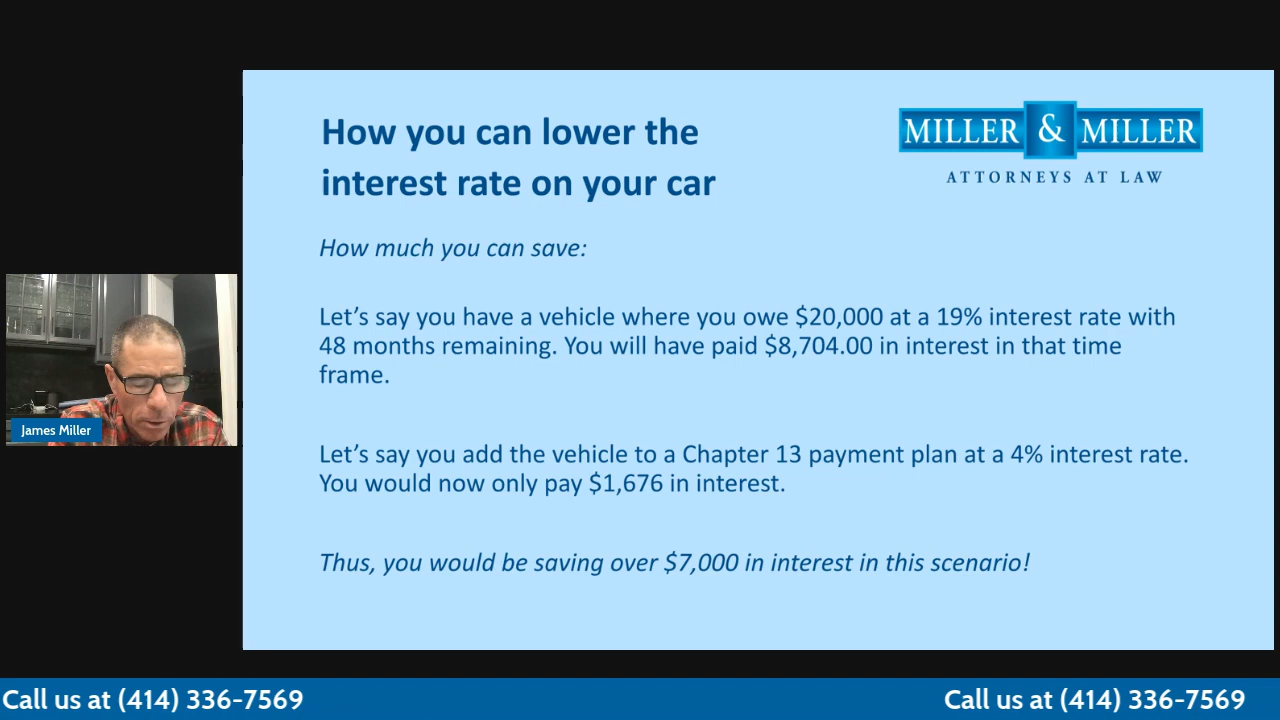 How you can lower the
interest rate on your car
MILLER & MILLER
ATTORNEYS AT LAW
How much you can save:
Let’s say you have a vehicle where you owe $20,000 at a 19% interest rate with
48 months remaining. You will have paid $8,704.00 in interest in that time
frame.
Let’s say you add the vehicle to a Chapter 13 payment plan at a 4% interest rate.
You would now only pay $1,676 in interest.
Thus, you would be saving over $7,000 in interest in this scenario!
James Miller
Call us at (414) 336-7569
Call us at (414) 336-7569